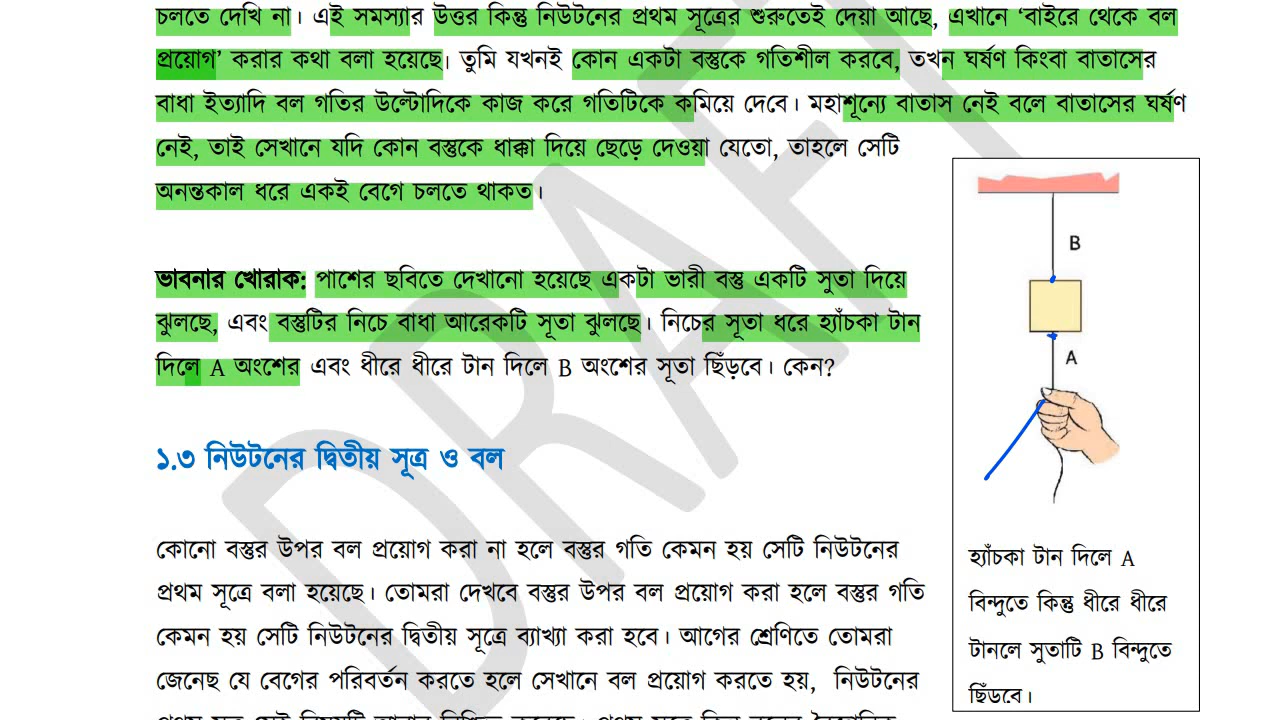 চলতে দেখি না। এই সমস্যার উত্তর কিন্তু নিউটনের প্রথম সূত্রের শুরুতেই দেয়া আছে, এখানে ‘বাইরে থেকে বল
প্রয়োগ’ করার কথা বলা হয়েছে। তুমি যখনই কোন একটা বস্তুকে গতিশীল করবে, তখন ঘর্ষণ কিংবা বাতাসের
বাধা ইত্যাদি বল গতির উল্টোদিকে কাজ করে গতিটিকে কমিয়ে দেবে। মহাশূন্যে বাতাস নেই বলে বাতাসের ঘর্ষণ
নেই, তাই সেখানে যদি কোন বস্তুকে ধাক্কা দিয়ে ছেড়ে দেওয়া যেতো, তাহলে সেটি
অনন্তকাল ধরে একই বেগে চলতে থাকত।
ভাবনার খোরাক: পাশের ছবিতে দেখানো হয়েছে একটা ভারী বস্তু একটি সুতা দিয়ে
ঝুলছে, এবং বস্তুটির নিচে বাধা আরেকটি সূতা ঝুলছে। নিচের সূতা ধরে হ্যাঁচকা টান
দিলে A অংশের এবং ধীরে ধীরে টান দিলে B অংশের সূতা ছিঁড়বে। কেন?
B
A
হ্যাঁচকা টান দিলে A
বিন্দুতে কিন্তু ধীরে ধীরে
টানলে সুতাটি B বিন্দুতে
ছিঁড়বে।
১.৩ নিউটনের দ্বিতীয় সূত্র ও বল
কোনো বস্তুর উপর বল প্রয়োগ করা না হলে বস্তুর গতি কেমন হয় সেটি নিউটনের
প্রথম সূত্রে বলা হয়েছে। তোমরা দেখবে বস্তুর উপর বল প্রয়োগ করা হলে বস্তুর গতি
কেমন হয় সেটি নিউটনের দ্বিতীয় সূত্রে ব্যাখ্যা করা হবে। আগের শ্রেণিতে তোমরা
জেনেছ যে বেগের পরিবর্তন করতে হলে সেখানে বল প্রয়োগ করতে হয়, নিউটনের
DRAFT